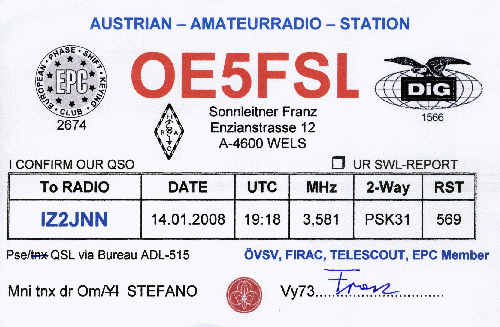 AUSTRIAN – AMATEURRADIO – STATION
EUROPEAN PHASE SHIFT KEYING CLUB
EPC
2674
OE5FSL
DIG
1566
Sonnleitner Franz
Enzianstrasse 12
A-4600 WELS
I CONFIRM OUR QSO
UR SWL-REPORT
To RADIO DATE UTC MHz 2-Way RST
IZ2JNN 14.01.2008 19:18 3,581 PSK31 569
Pse/tnx QSL via Bureau ADL-515
ÖVSV, FIRAC, TELESCOUT, EPC Member
Mni tnx dr Om/Yl STEFANO
Vy73.....Franz